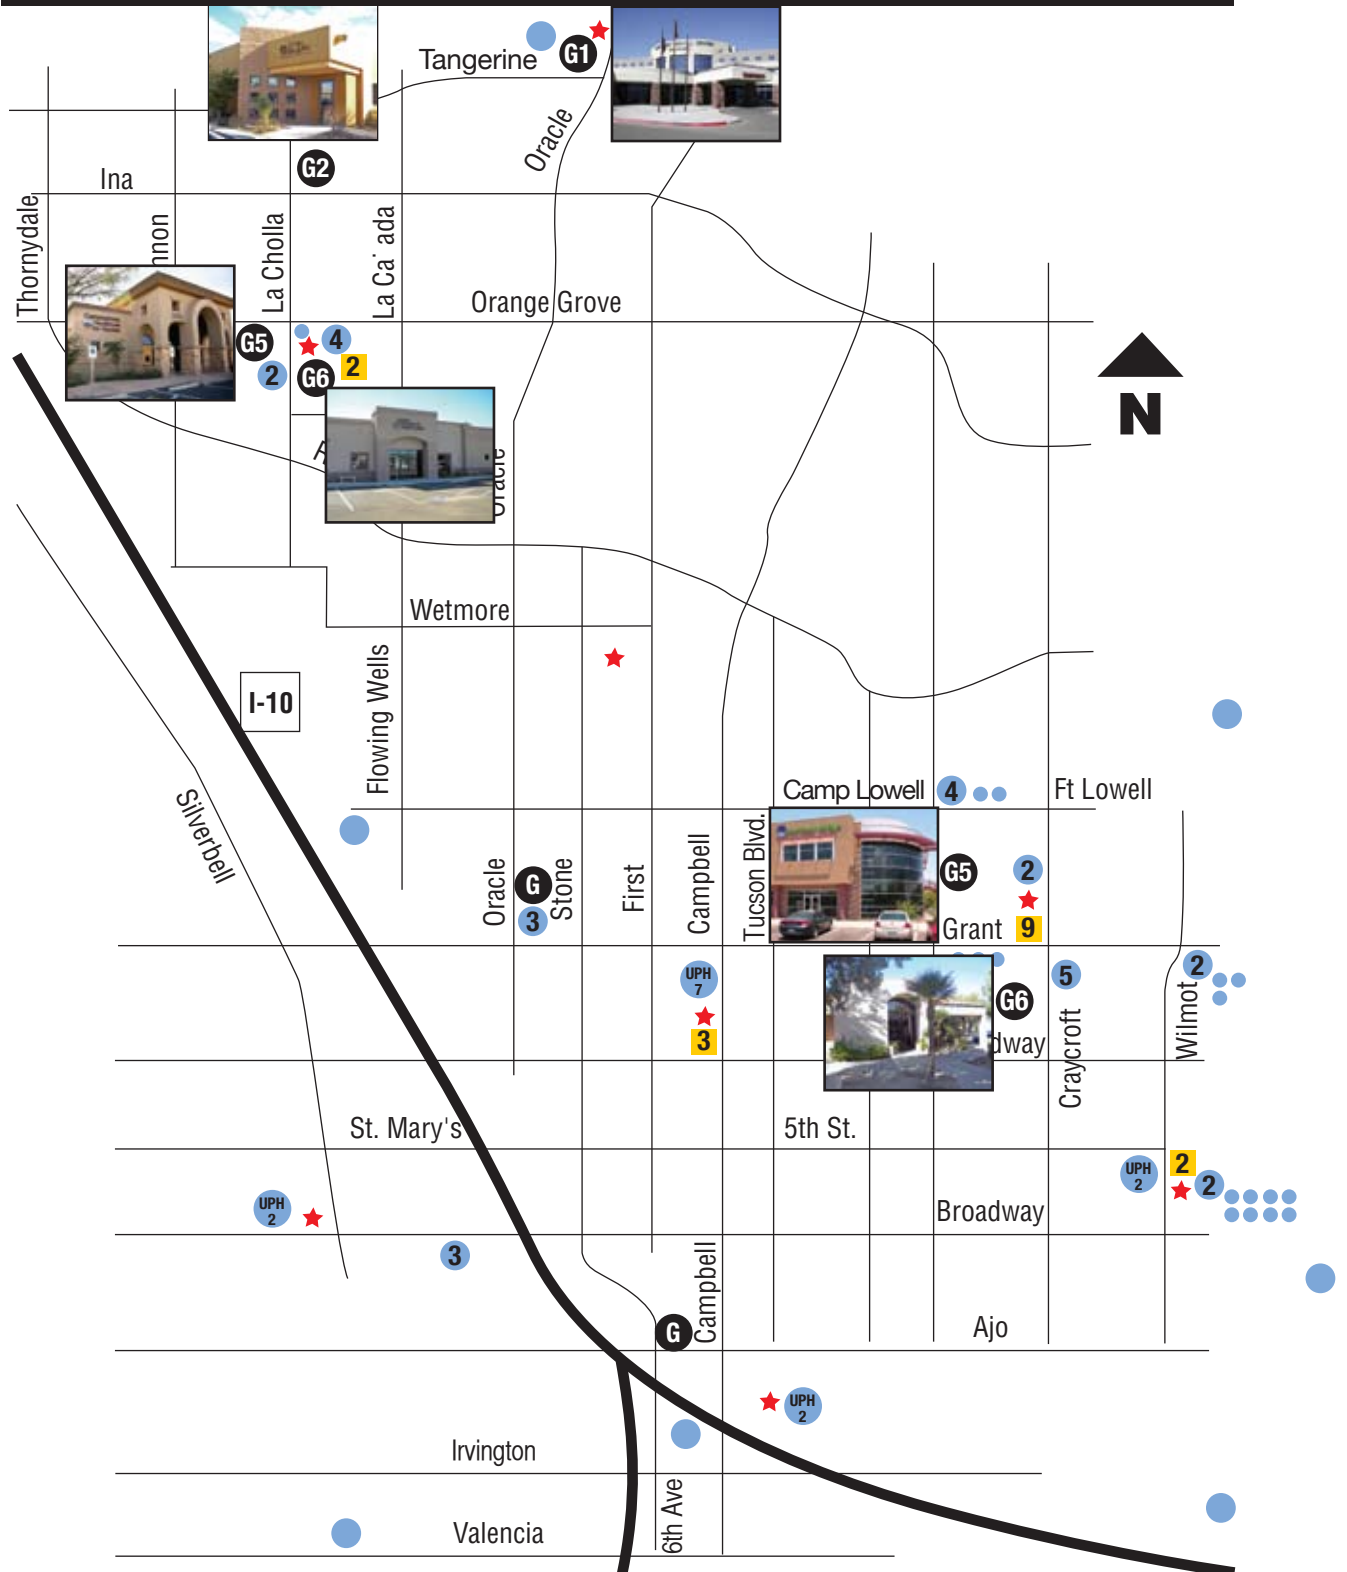 Tangerine
G1
Oracle
G2
Ina
Thornydale
nnon
La Cholla
La Ca˙ ada
Orange Grove
G5
4
2
G6
2
N
Oracle
Wetmore
I-10
Flowing Wells
Silverbell
Camp Lowell
4
Ft Lowell
Oracle
G
3
Stone
First
Campbell
Tucson Blvd.
G5
2
Grant
9
UPH
7
3
G6
5
2
dway
Craycroft
Wilmot
St. Mary's
5th St.
UPH
2
2
2
UPH
2
Broadway
3
Campbell
G
Ajo
UPH
2
Irvington
6th Ave
Valencia